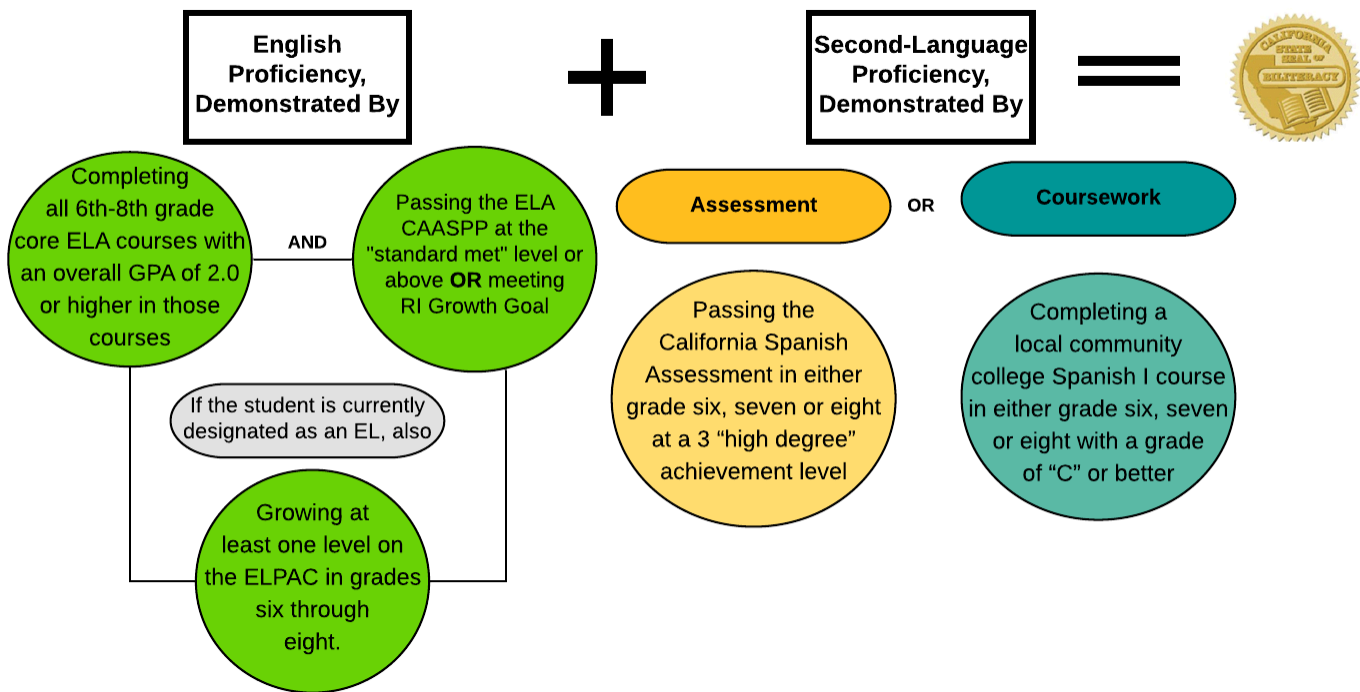 English
Proficiency,
Demonstrated By
Second-Language
Proficiency,
Demonstrated By
CALIFORNIA
STATE
SEAL OF
BILITERACY
Completing
all 6th-8th grade
core ELA courses with
an overall GPA of 2.0
or higher in those
courses
AND
Passing the ELA
CAASPP at the
"standard met" level or
above OR meeting
RI Growth Goal
If the student is currently
designated as an EL, also
Growing at
least one level on
the ELPAC in grades
six through
eight.
Assessment
OR
Coursework
Passing the
California Spanish
Assessment in either
grade six, seven or eight
at a 3 “high degree”
achievement level
Completing a
local community
college Spanish I course
in either grade six, seven
or eight with a grade
of “C” or better